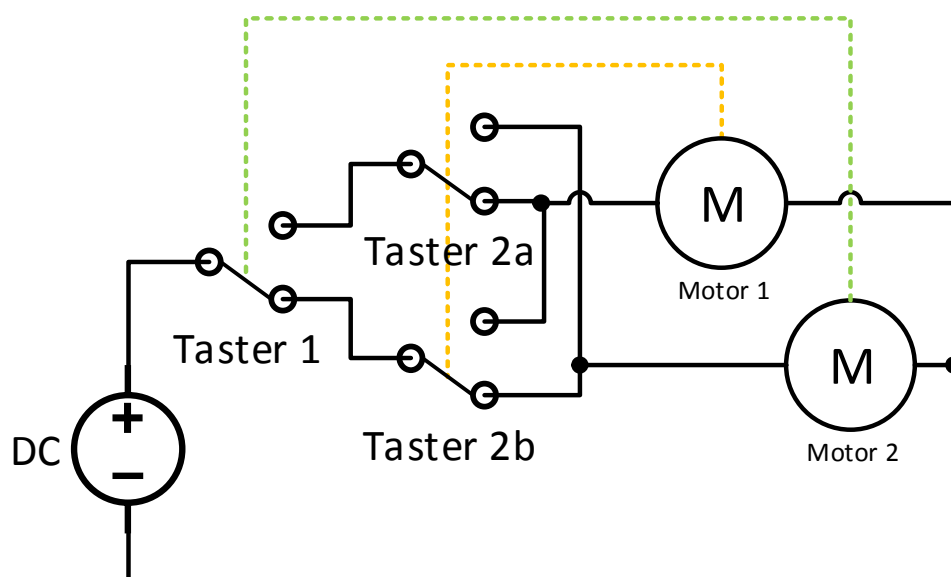 Taster 2a
M
Motor 1
Taster 1
M
DC
Taster 2b
Motor 2